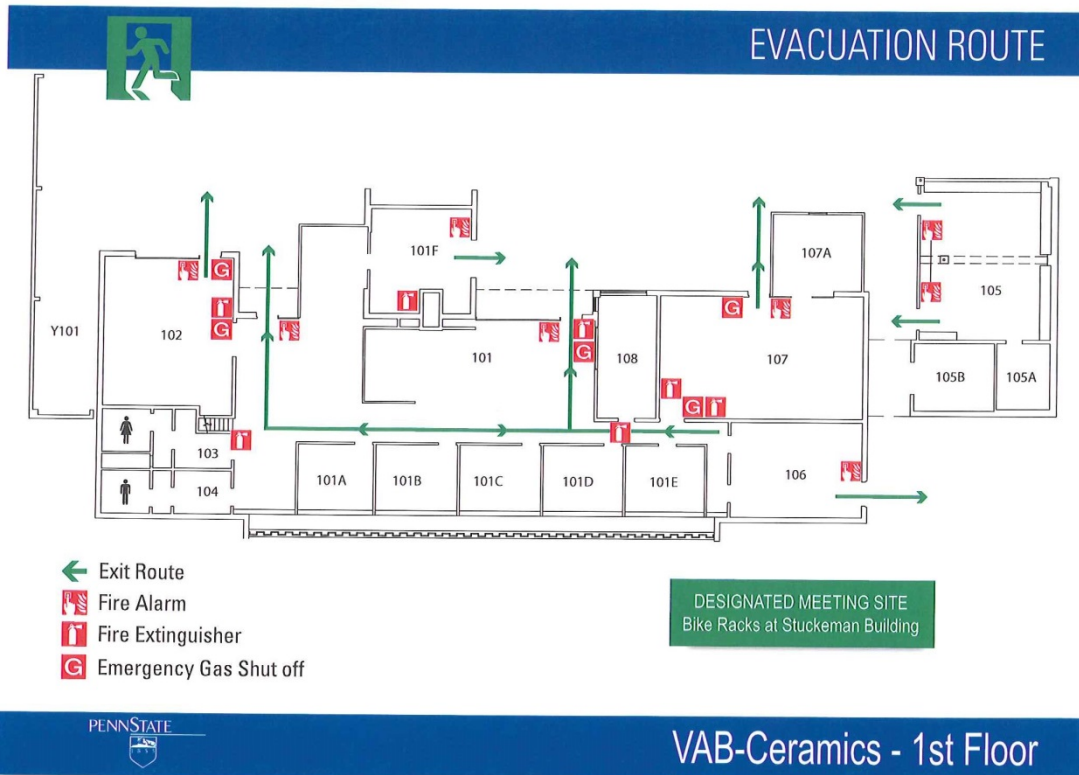 EVACUATION ROUTE
101F
107A
105
Y101
102
101
108
107
105B
105A
103
104
101A
101B
101C
101D
101E
106
G
G
G
G
G
Exit Route
Fire Alarm
Fire Extinguisher
G Emergency Gas Shut off
DESIGNATED MEETING SITE
Bike Racks at Stuckeman Building
PENNSTATE
1855
VAB-Ceramics - 1st Floor